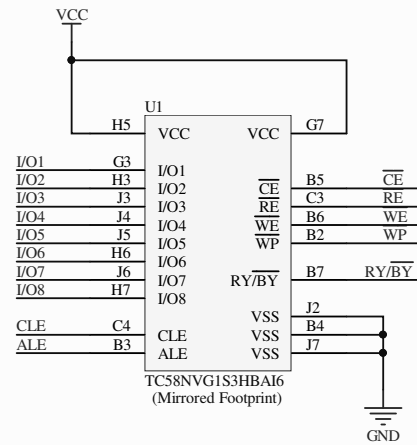 VCC
U1
H5 VCC VCC G7
I/O1 G3 I/O1
I/O2 H3 I/O2 CE B5 CE
I/O3 J3 I/O3 RE C3 RE
I/O4 J4 I/O4 WE B6 WE
I/O5 J5 I/O5 WP B2 WP
I/O6 H6 I/O6
I/O7 J6 I/O7 RY/BY B7 RY/BY
I/O8 H7 I/O8
VSS J2
CLE C4 CLE VSS B4
ALE B3 ALE VSS J7
TC58NVG1S3HBAI6
(Mirrored Footprint)
GND